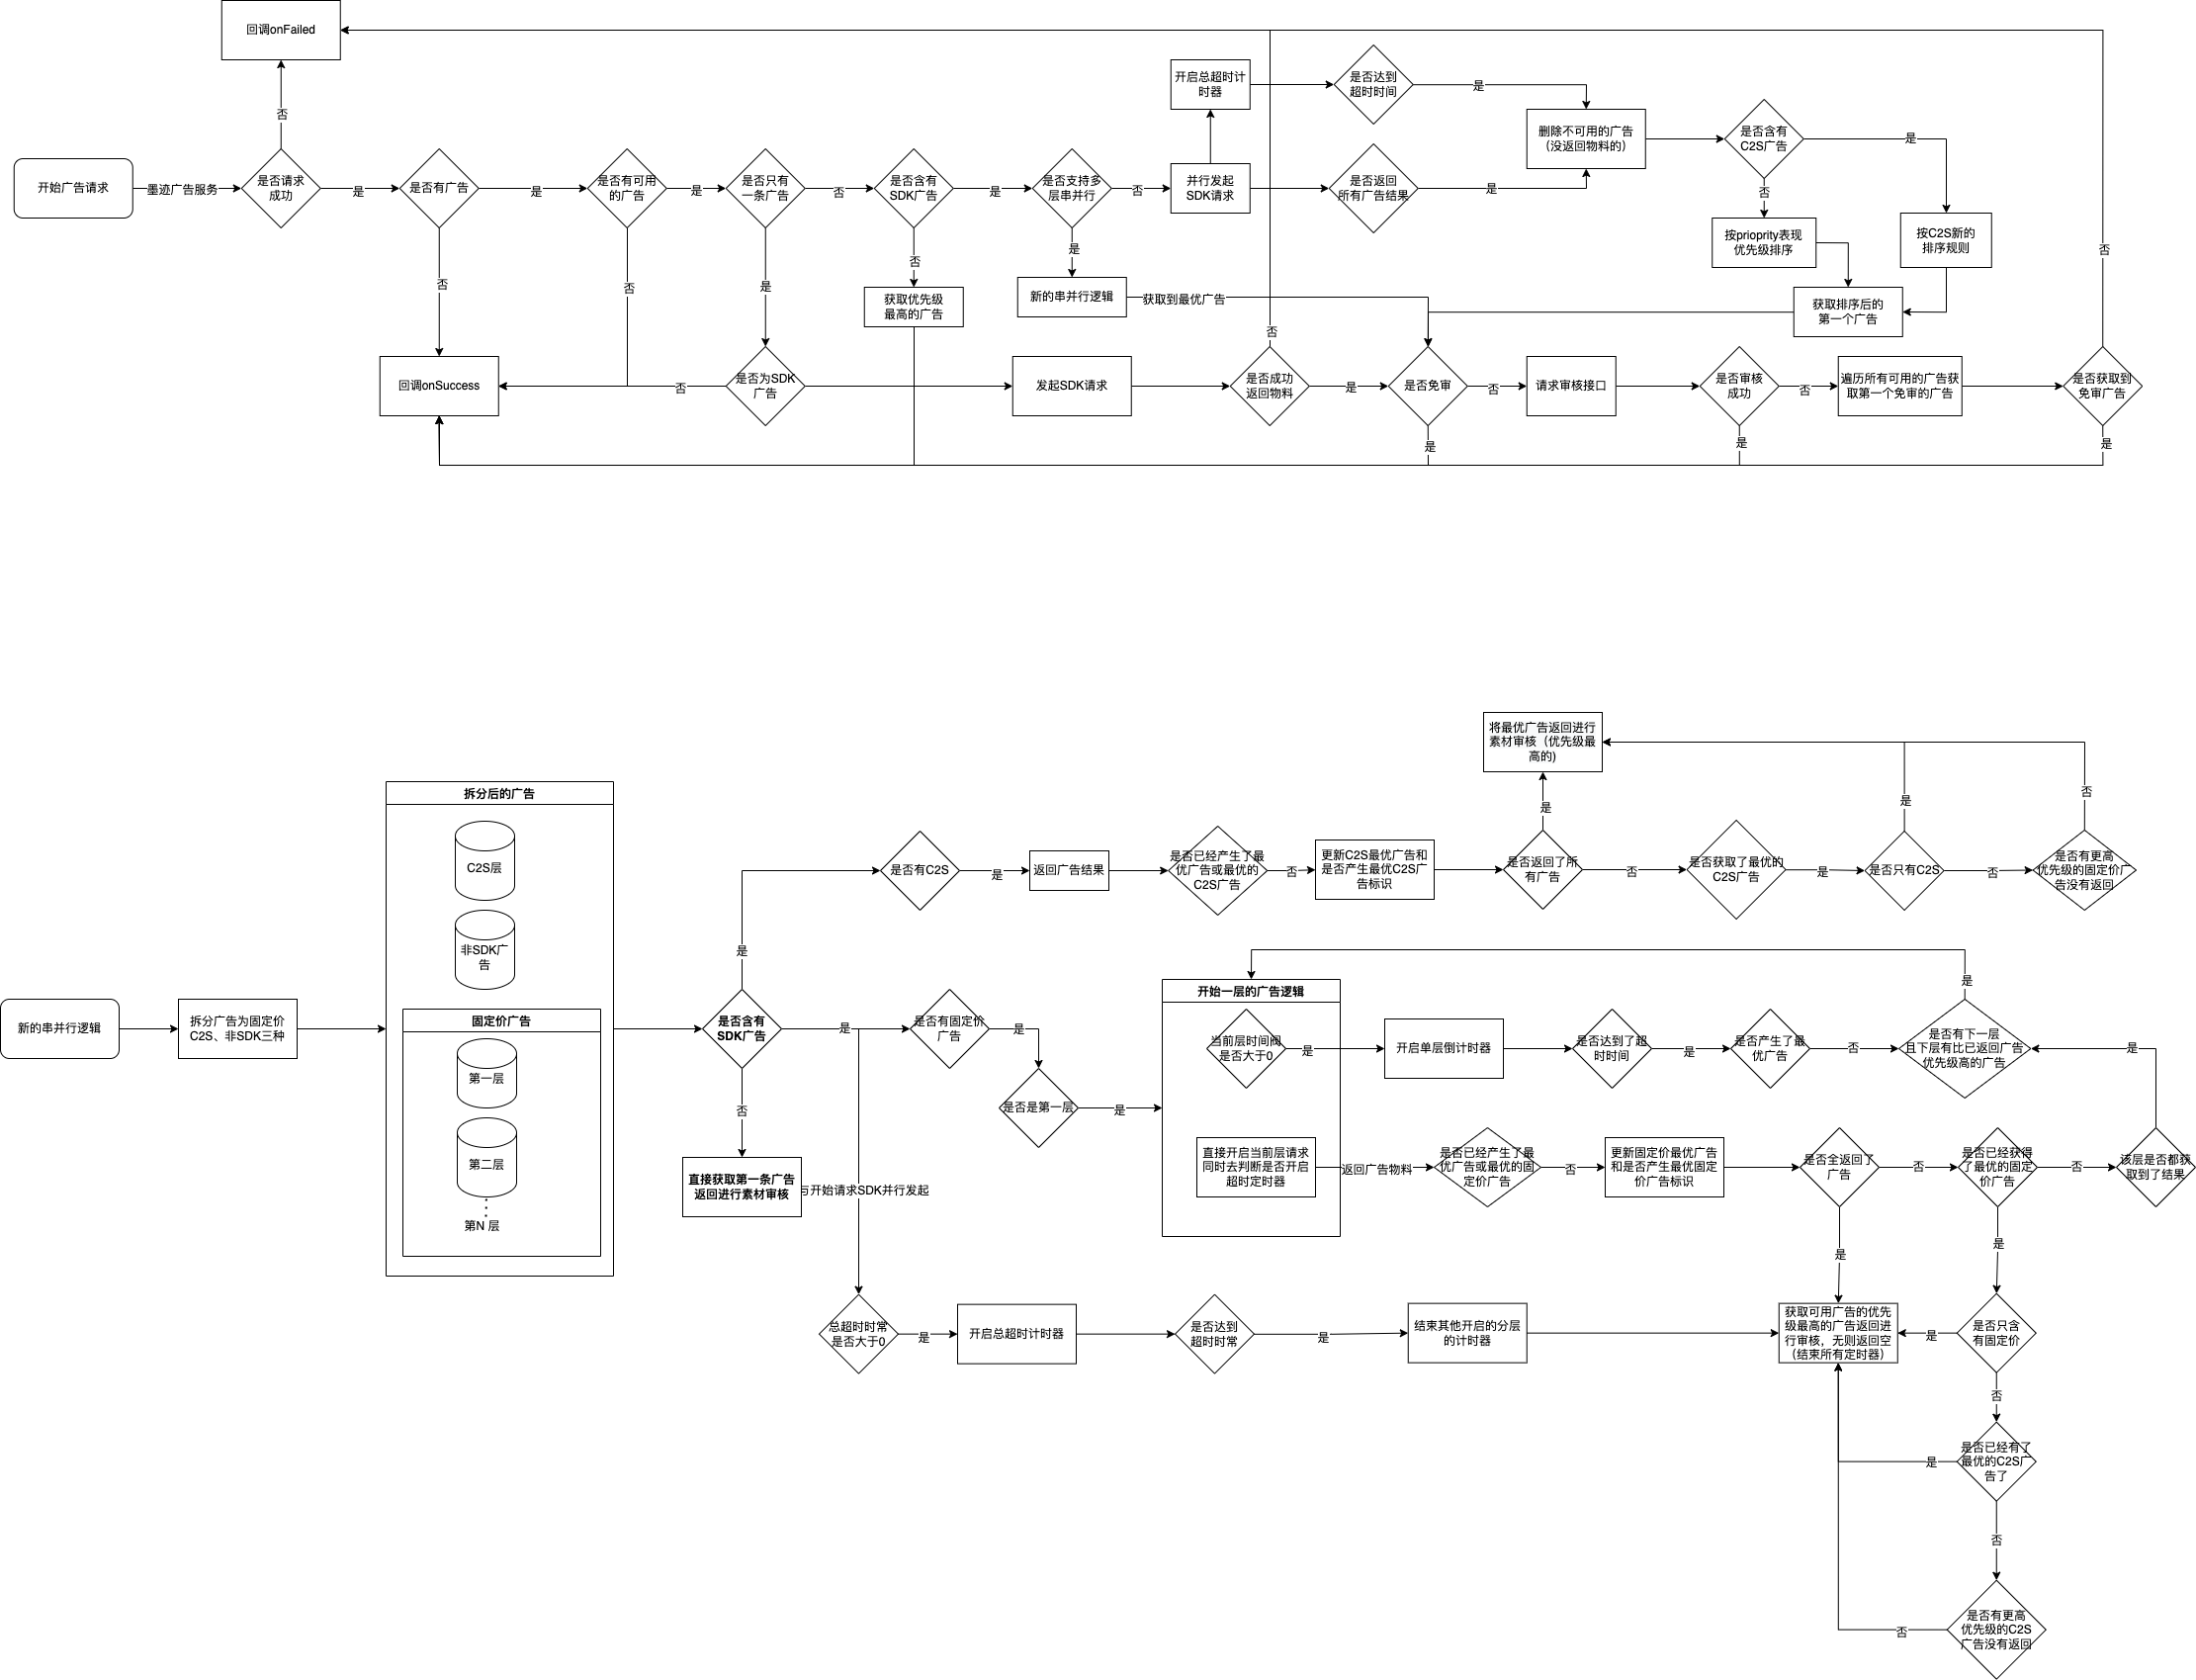 回调onFailed
否
开始广告请求
墨迹广告服务
是否请求
成功
是
是否有广告
是
是否有可用
的广告
是
是否只有
一条广告
否
是否含有
SDK广告
是
是否支持多
层串并行
否
并行发起
SDK请求
开启总超时计
时器
是否达到
超时时间
是
是否返回
所有广告结果
是
删除不可用的广告
（没返回物料的）
是否含有
C2S广告
是
否
按prioprity表现
优先级排序
按C2S新的
排序规则
获取排序后的
第一个广告
否
否
是
否
获取优先级
最高的广告
是
新的串并行逻辑
获取到最优广告
否
否
回调onSuccess
否
是否为SDK
广告
发起SDK请求
是否成功
返回物料
是
是否免审
否
请求审核接口
是否审核
成功
否
遍历所有可用的广告获
取第一个免审的广告
是否获取到
免审广告
是
是
是
将最优广告返回进行
素材审核（优先级最
高的)
是
是
否
拆分后的广告
C2S层
非SDK广
告
固定价广告
第一层
第二层
第N 层
是否有C2S
是
返回广告结果
是否已经产生了最
优广告或最优的
C2S广告
否
更新C2S最优广告和
是否产生最优C2S广
告标识
是否返回了所
有广告
否
是否获取了最优的
C2S广告
是
是否只有C2S
否
是否有更高
优先级的固定价广
告没有返回
是
新的串并行逻辑
拆分广告为固定价
C2S、非SDK三种
是否含有
SDK广告
是
是否有固定价
广告
是
是否是第一层
是
开始一层的广告逻辑
当前层时间阀
是否大于0
是
开启单层倒计时器
是否达到了超
时时间
是
是否产生了最
优广告
否
是否有下一层
且下层有比已返回广告
优先级高的广告
是
是
否
直接获取第一条广告
返回进行素材审核
与开始请求SDK并行发起
直接开启当前层请求
同时去判断是否开启
超时定时器
返回广告物料
是否已经产生了最
优广告或最优的固
定价广告
否
更新固定价最优广告
和是否产生最优固定
价广告标识
是否全返回了
广告
否
是否已经获得
了最优的固定
价广告
否
该层是否都获
取到了结果
是
是
总超时时常
是否大于0
是
开启总超时计时器
是否达到
超时时常
是
结束其他开启的分层
的计时器
获取可用广告的优先
级最高的广告返回进
行审核，无则返回空
（结束所有定时器）
是
是否只含
有固定价
否
是
是否已经有了
最优的C2S广
告了
否
否
是否有更高
优先级的C2S
广告没有返回